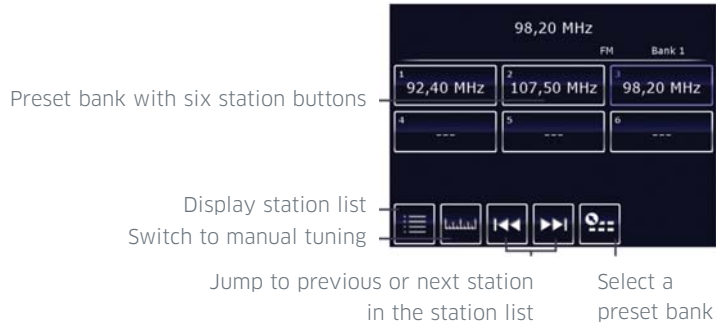 98,20 MHz
FM Bank 1
1 92,40 MHz 2 107,50 MHz 3 98,20 MHz
Preset bank with six station buttons
4 --- 5 --- 6 ---
Display station list
Switch to manual tuning
Jump to previous or next station
in the station list
Select a
preset bank